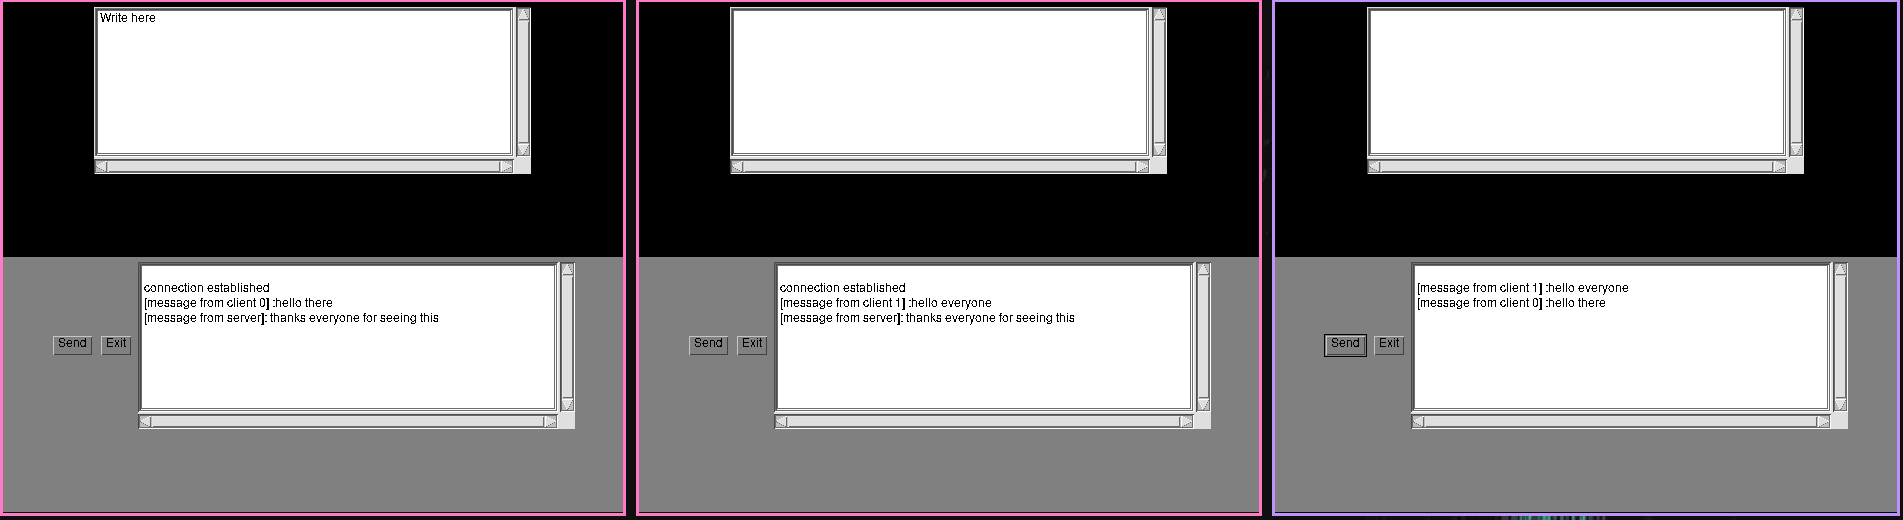 Write here
connection established
[message from client 0] :hello there
[message from server]: thanks everyone for seeing this
Send
Exit
connection established
[message from client 1] :hello everyone
[message from server]: thanks everyone for seeing this
Send
Exit
[message from client 1] :hello everyone
[message from client 0] :hello there
Send
Exit